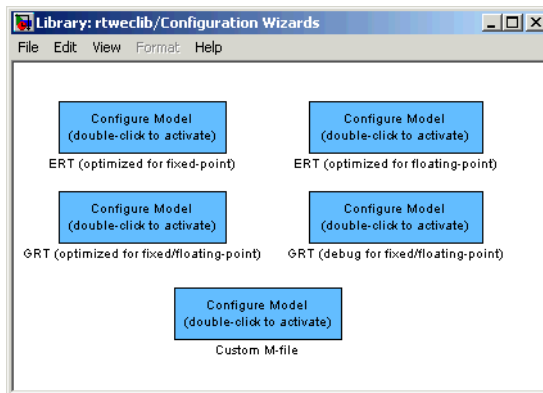 Library: rtweclib/Configuration Wizards
File Edit View Format Help
Configure Model
(double-click to activate)
ERT (optimized for fixed-point)
Configure Model
(double-click to activate)
ERT (optimized for floating-point)
Configure Model
(double-click to activate)
GRT (optimized for fixed/floating-point)
Configure Model
(double-click to activate)
GRT (debug for fixed/floating-point)
Configure Model
(double-click to activate)
Custom M-file